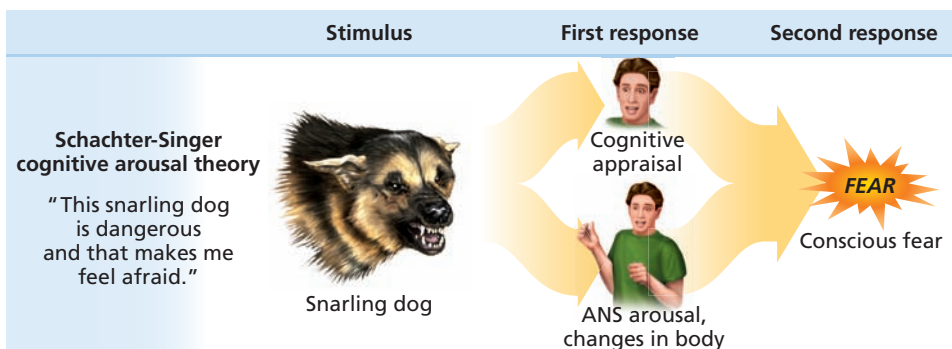 Stimulus
First response
Second response
Schachter-Singer
cognitive arousal theory
“This snarling dog
is dangerous
and that makes me
feel afraid.”
Snarling dog
Cognitive
appraisal
ANS arousal,
changes in body
FEAR
Conscious fear